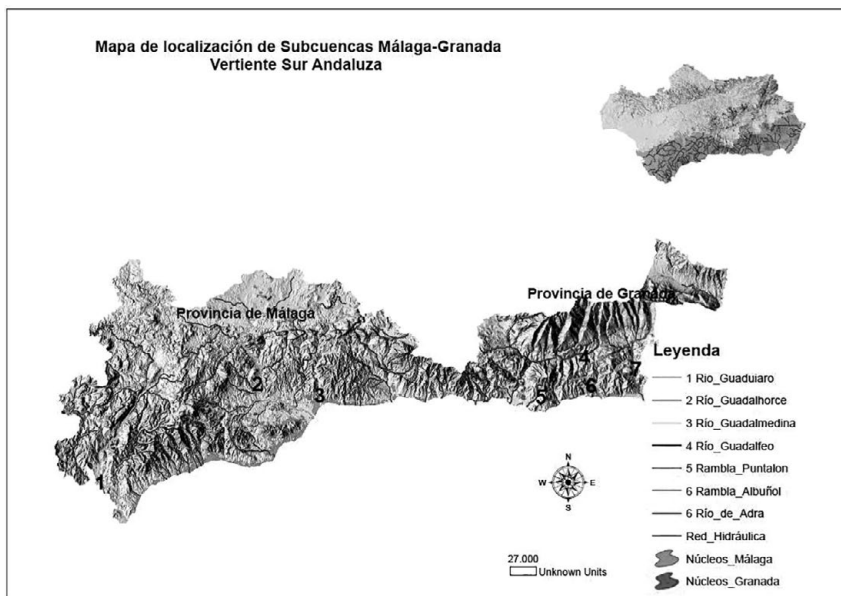 Mapa de localización de Subcuencas Málaga-Granada
Vertiente Sur Andaluza
Provincia de Málaga
Provincia de Granada
1
2
3
4
5
6
7
Leyenda
1 Rio_Guaduiaro
2 Río_Guadalhorce
3 Río_Guadalmedina
4 Río_Guadalfeo
5 Rambla_Puntalon
6 Rambla_Albuñol
6 Río_de_Adra
Red_Hidráulica
Núcleos_Málaga
Núcleos_Granada
N
W E
S
27.000
Unknown Units